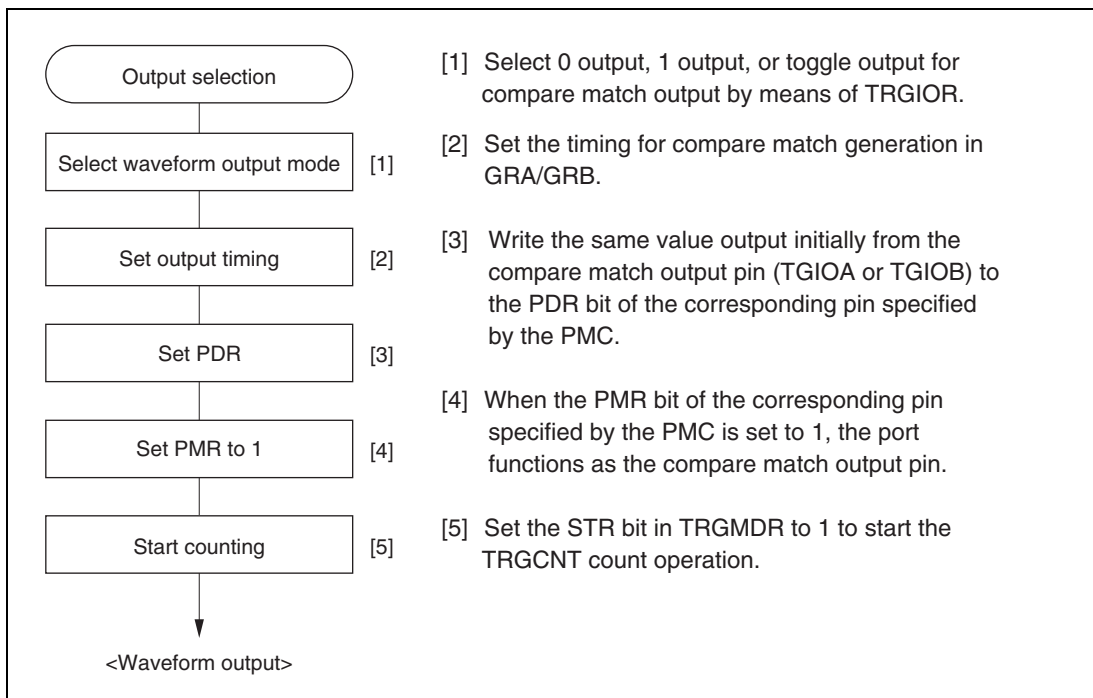 Output selection
Select waveform output mode [1]
Set output timing [2]
Set PDR [3]
Set PMR to 1 [4]
Start counting [5]
<Waveform output>
[1] Select 0 output, 1 output, or toggle output for
compare match output by means of TRGIOR.
[2] Set the timing for compare match generation in
GRA/GRB.
[3] Write the same value output initially from the
compare match output pin (TGIOA or TGIOB) to
the PDR bit of the corresponding pin specified
by the PMC.
[4] When the PMR bit of the corresponding pin
specified by the PMC is set to 1, the port
functions as the compare match output pin.
[5] Set the STR bit in TRGMDR to 1 to start the
TRGCNT count operation.